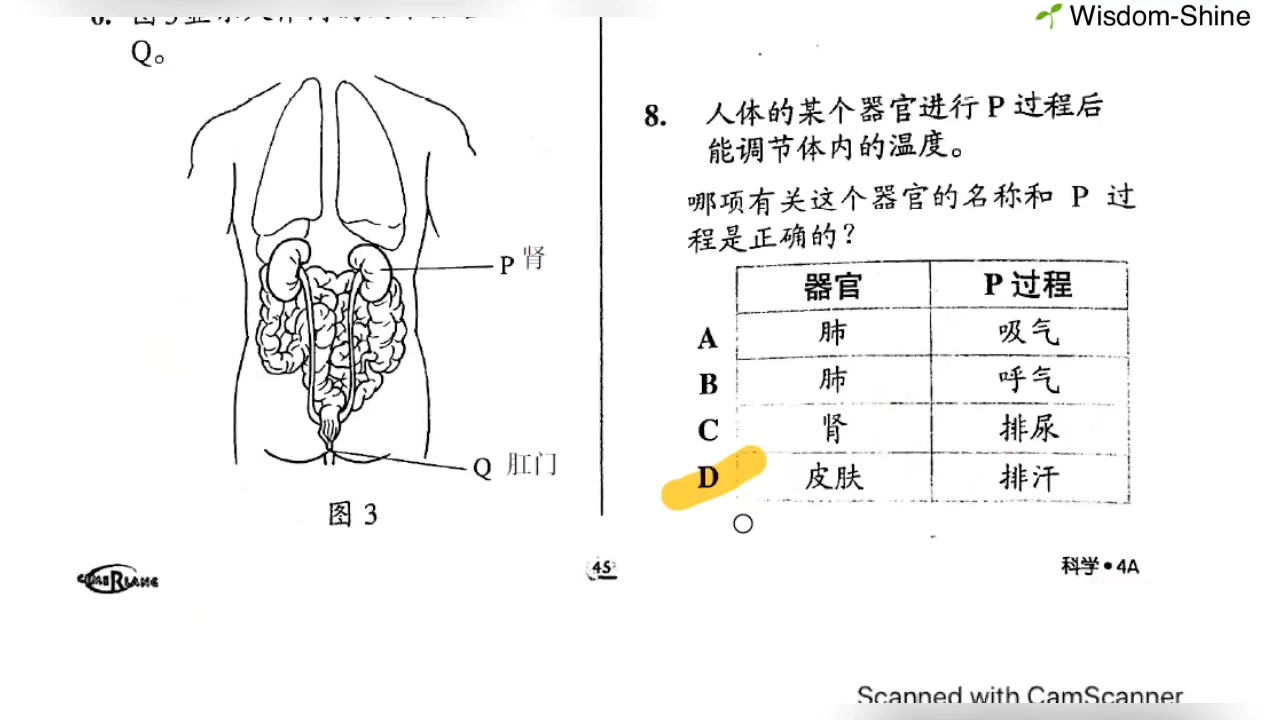 Wisdom-Shine
Q。
P 肾
Q 肛门
图 3
8. 人体的某个器官进行 P 过程后
能调节体内的温度。
哪项有关这个器官的名称和 P 过
程是正确的？
器官 P 过程
A 肺 吸气
B 肺 呼气
C 肾 排尿
D 皮肤 排汗
45
科学•4A
Scanned with CamScanner